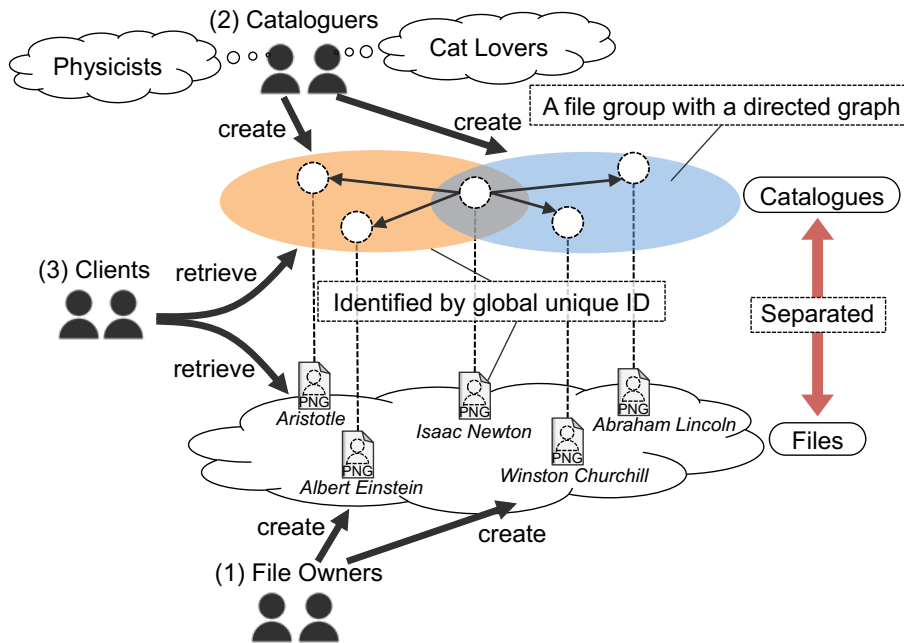 (2) Cataloguers
Physicists
Cat Lovers
create
create
A file group with a directed graph
Catalogues
(3) Clients
retrieve
Identified by global unique ID
Separated
retrieve
PNG
Aristotle
PNG
Isaac Newton
PNG
Abraham Lincoln
PNG
Albert Einstein
PNG
Winston Churchill
Files
create
create
(1) File Owners